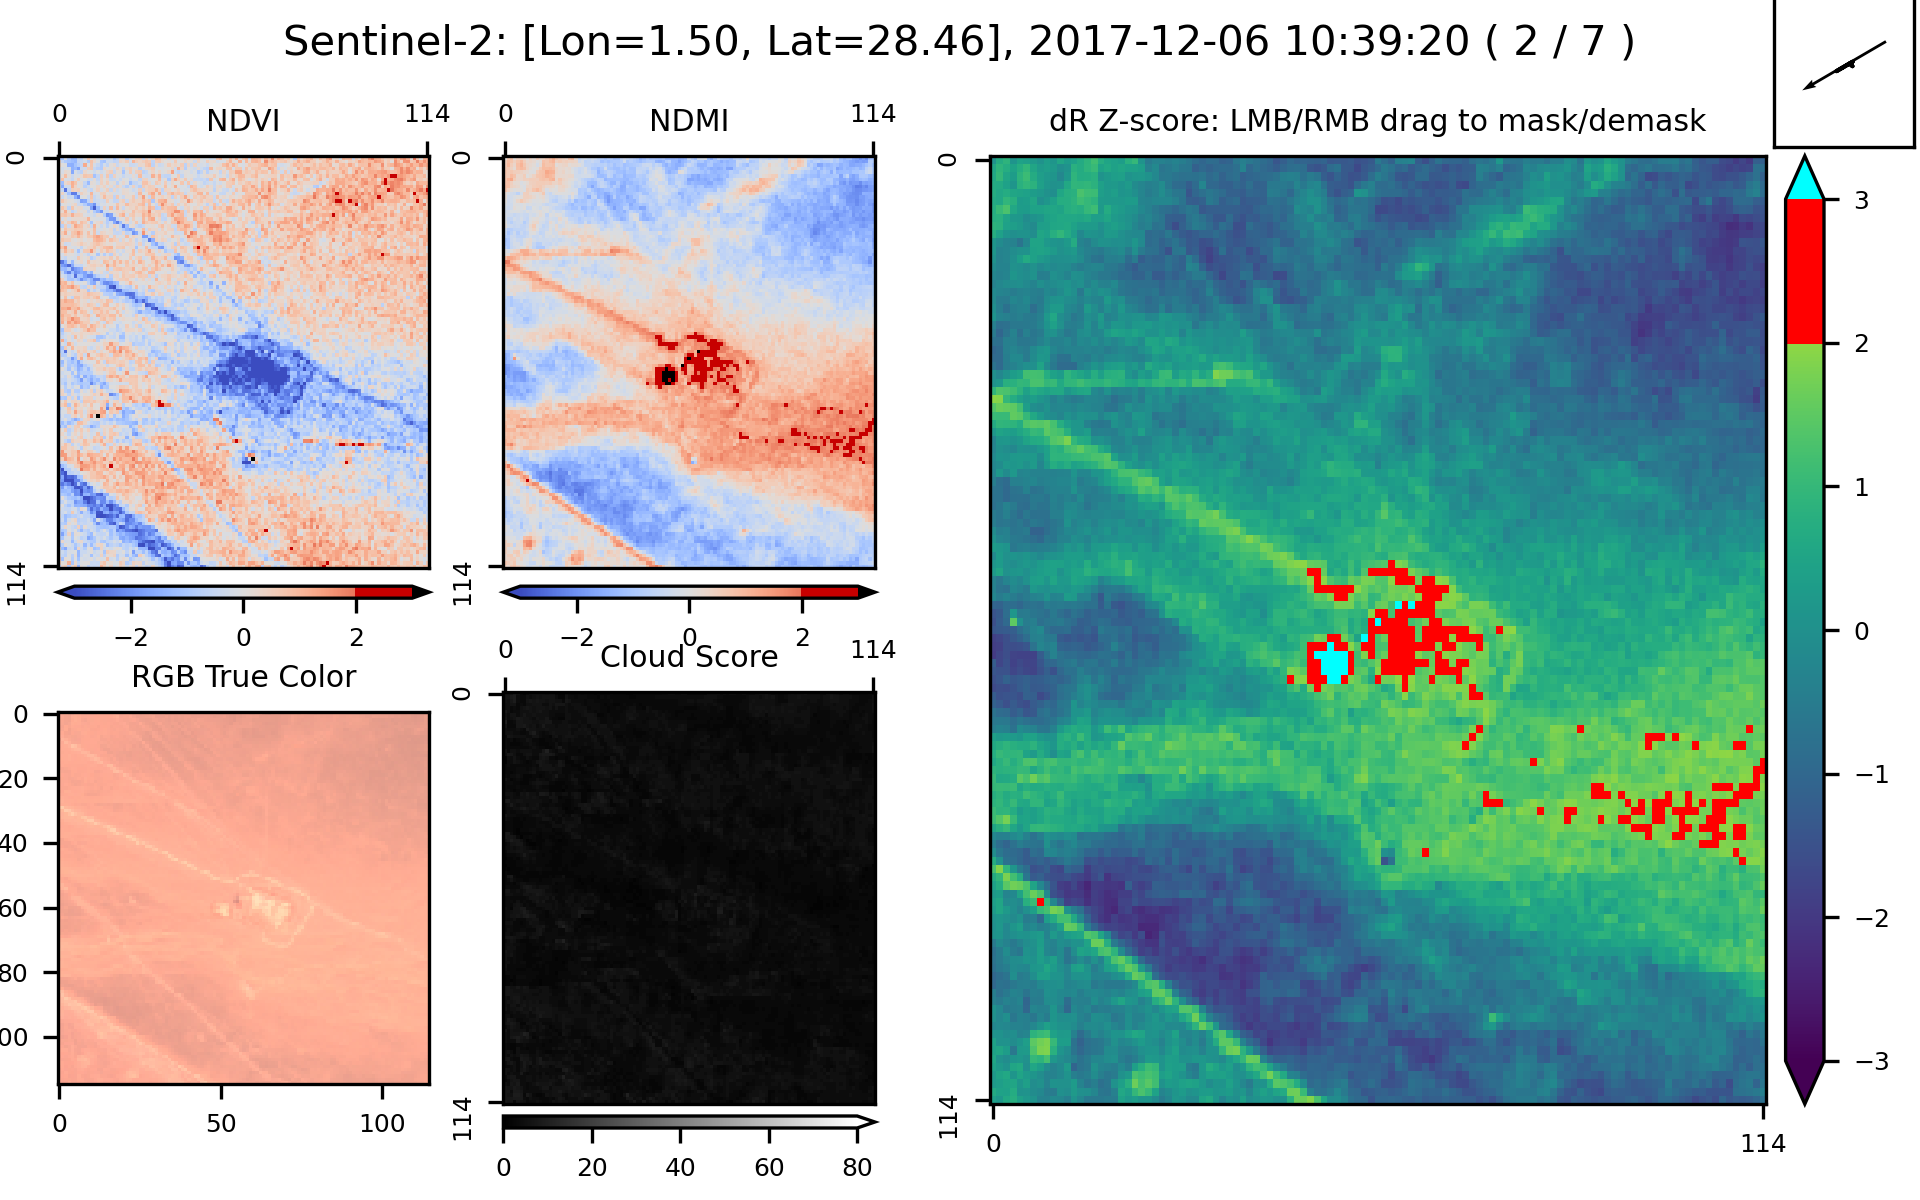 Sentinel-2: [Lon=1.50, Lat=28.46], 2017-12-06 10:39:20 ( 2 / 7 )
NDVI
0 114
0
114
−2 0 2
NDMI
0 114
0
114
−2 0 2
dR Z-score: LMB/RMB drag to mask/demask
0
114
0 114
3
2
1
0
−1
−2
−3
RGB True Color
0
20
40
60
80
00
0 50 100
Cloud Score
0 114
0
114
0 20 40 60 80